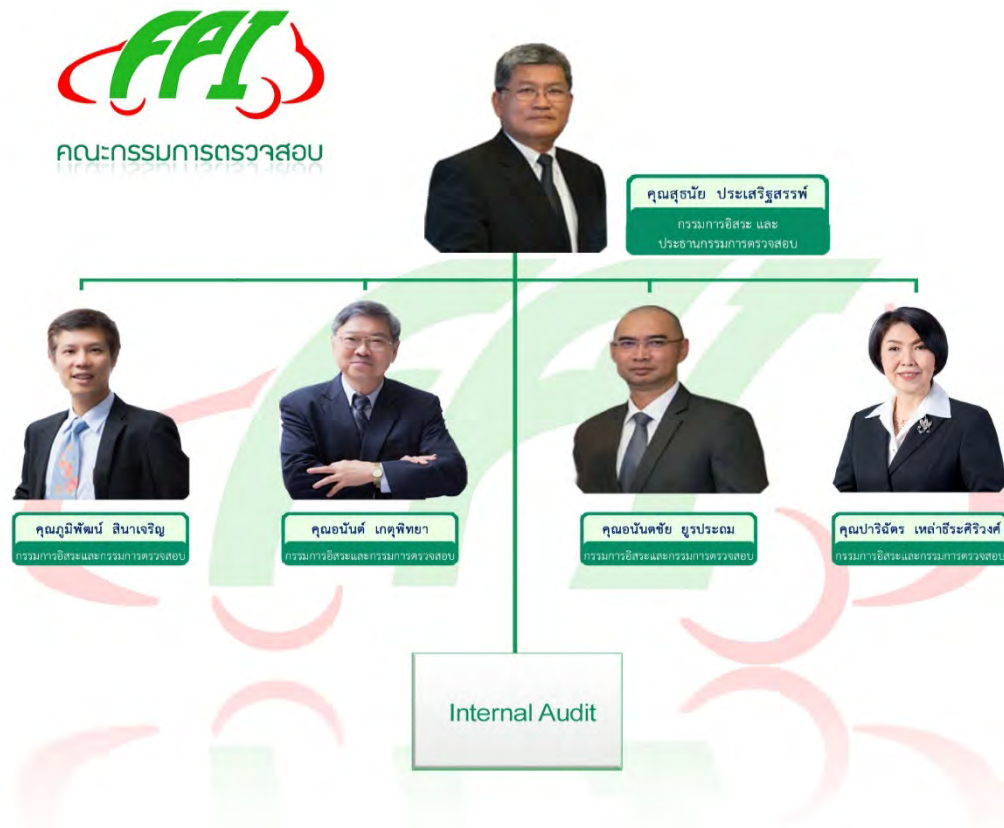 FPI
คณะกรรมการตรวจสอบ
คุณสุธนัย ประเสริฐสรรพ์
กรรมการอิสระ และ
ประธานกรรมการตรวจสอบ
คุณภูมิพัฒน์ สินาเจริญ
กรรมการอิสระและกรรมการตรวจสอบ
คุณอนันต์ เกตุพิทยา
กรรมการอิสระและกรรมการตรวจสอบ
คุณอนันตชัย ยูรประถม
กรรมการอิสระและกรรมการตรวจสอบ
คุณปาริฉัตร เหล่าธีระศิริวงศ์
กรรมการอิสระและกรรมการตรวจสอบ
Internal Audit